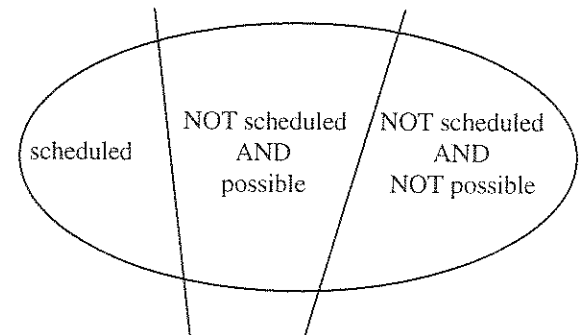 scheduled
NOT scheduled
AND
possible
NOT scheduled
AND
NOT possible